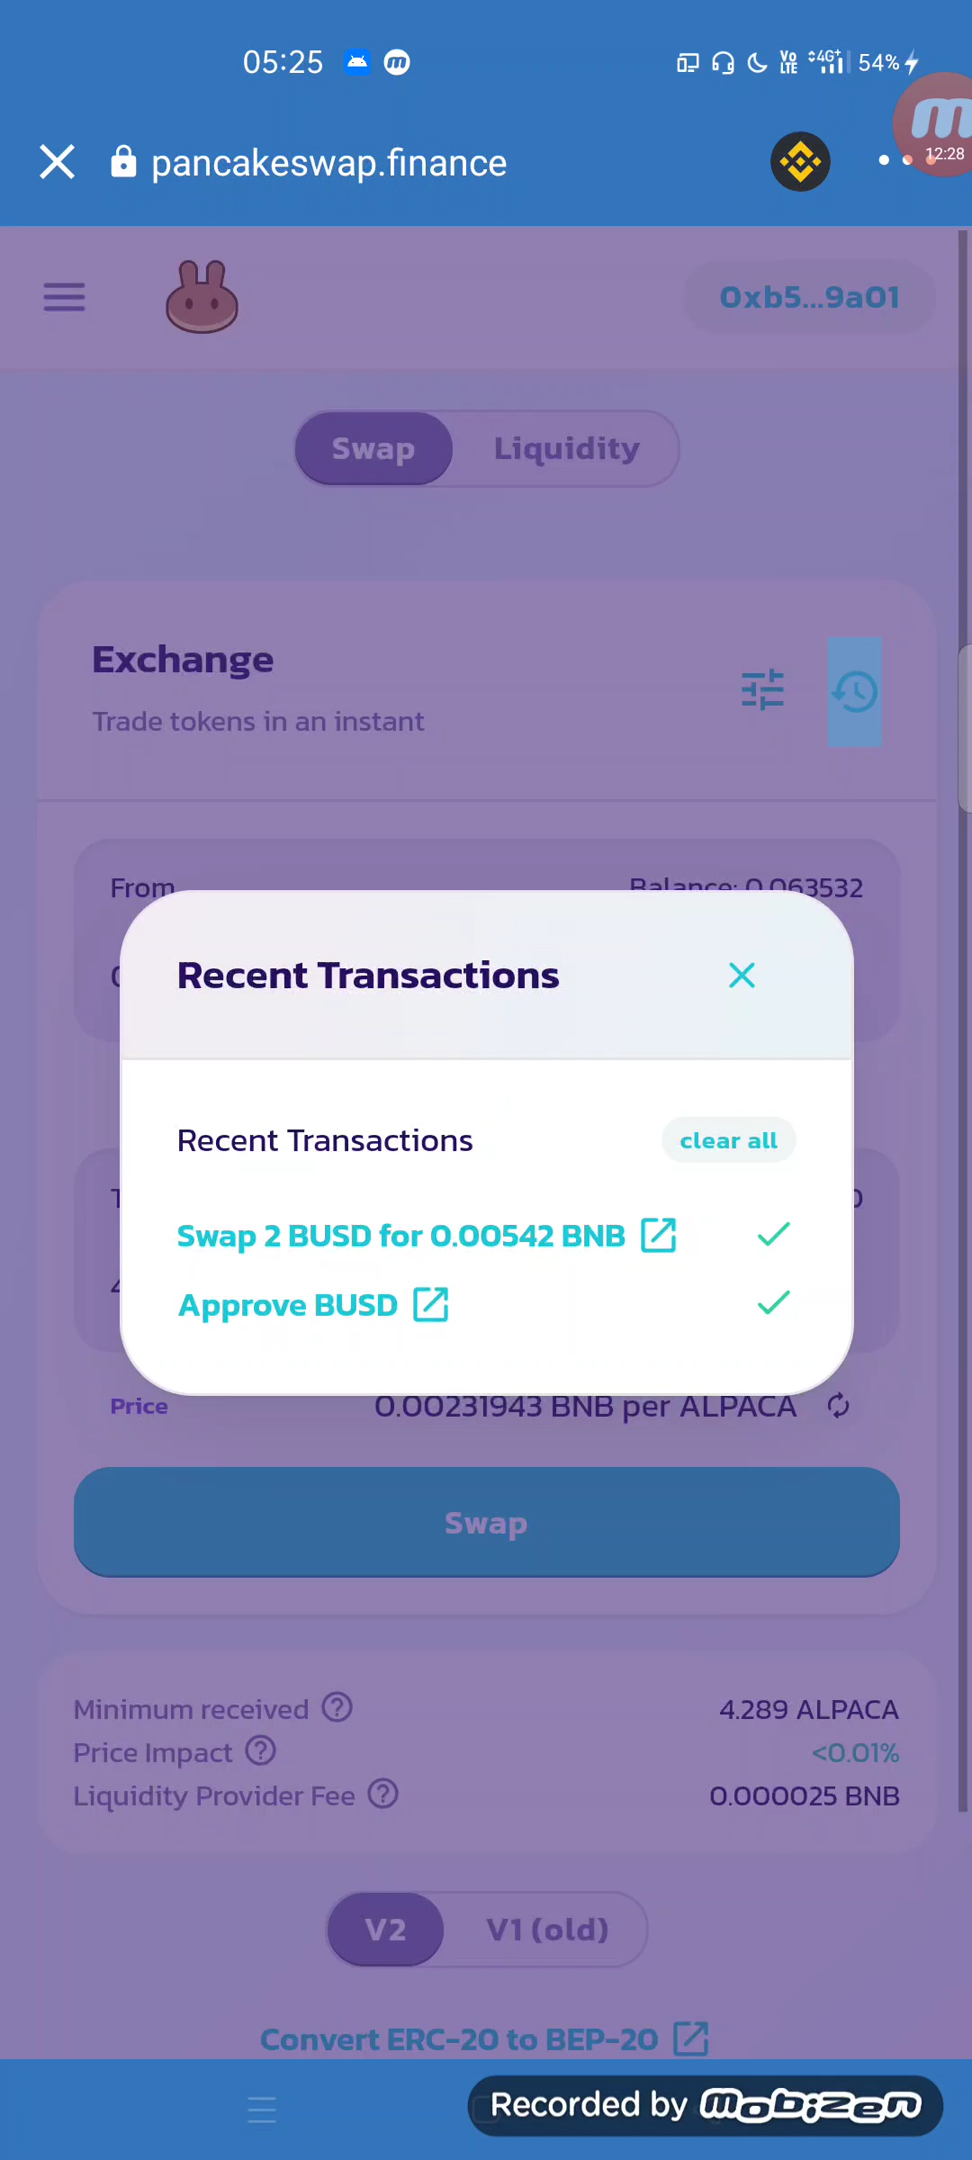 05:25 Vo LTE 4G+ 54%
12:28
pancakeswap.finance
0xb5...9a01
Swap Liquidity
Exchange
Trade tokens in an instant
From Balance: 0.063532
Recent Transactions
Recent Transactions clear all
Swap 2 BUSD for 0.00542 BNB
Approve BUSD
Price 0.00231943 BNB per ALPACA
Swap
Minimum received ? 4.289 ALPACA
Price Impact ? <0.01%
Liquidity Provider Fee ? 0.000025 BNB
V2 V1 (old)
Convert ERC-20 to BEP-20
Recorded by mobizen